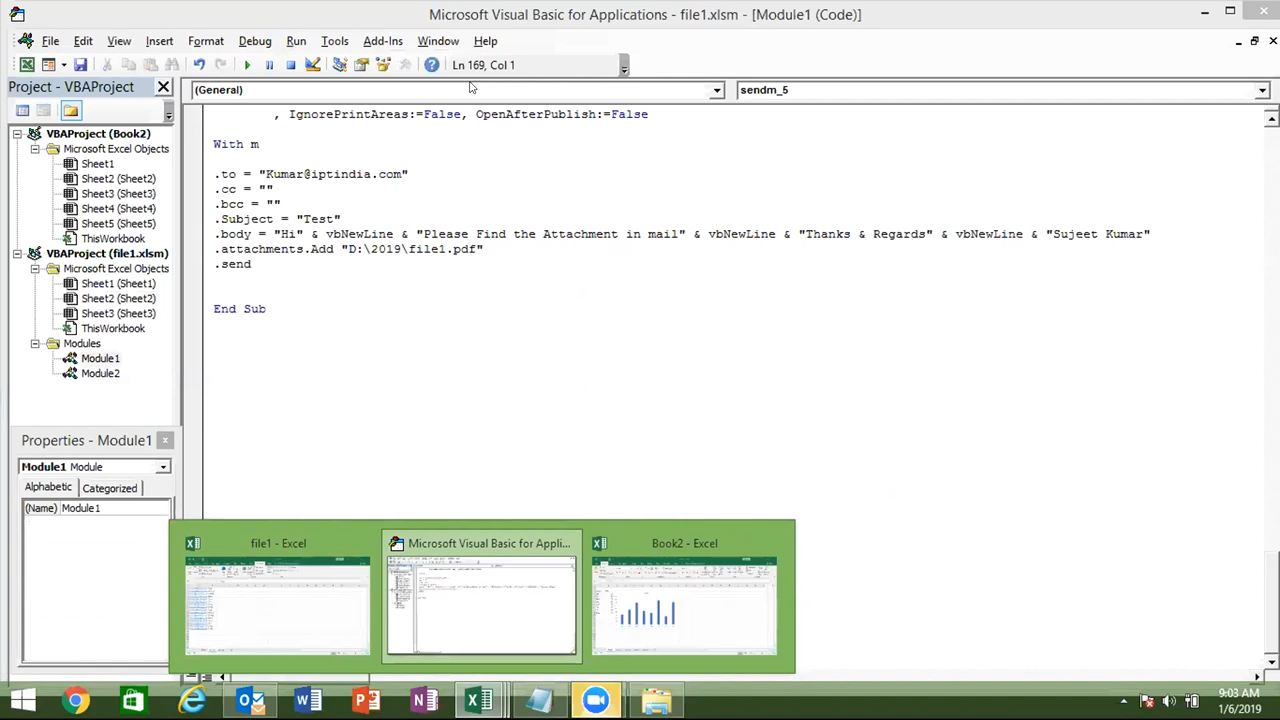 Microsoft Visual Basic for Applications - file1.xlsm - [Module1 (Code)]
File Edit View Insert Format Debug Run Tools Add-Ins Window Help
Ln 169, Col 1
Project - VBAProject
(General) sendm_5
VBAProject (Book2)
Microsoft Excel Objects
Sheet1
Sheet2 (Sheet2)
Sheet3 (Sheet3)
Sheet4 (Sheet4)
Sheet5 (Sheet5)
ThisWorkbook
VBAProject (file1.xlsm)
Microsoft Excel Objects
Sheet1 (Sheet1)
Sheet2 (Sheet2)
Sheet3 (Sheet3)
ThisWorkbook
Modules
Module1
Module2
, IgnorePrintAreas:=False, OpenAfterPublish:=False
With m
.to = "Kumar@iptindia.com"
.cc = ""
.bcc = ""
.Subject = "Test"
.body = "Hi" & vbNewLine & "Please Find the Attachment in mail" & vbNewLine & "Thanks & Regards" & vbNewLine & "Sujeet Kumar"
.attachments.Add "D:\2019\file1.pdf"
.send
End Sub
Properties - Module1
Module1 Module
Alphabetic Categorized
(Name) Module1
file1 - Excel
Microsoft Visual Basic for Appli...
Book2 - Excel
9:03 AM
1/6/2019